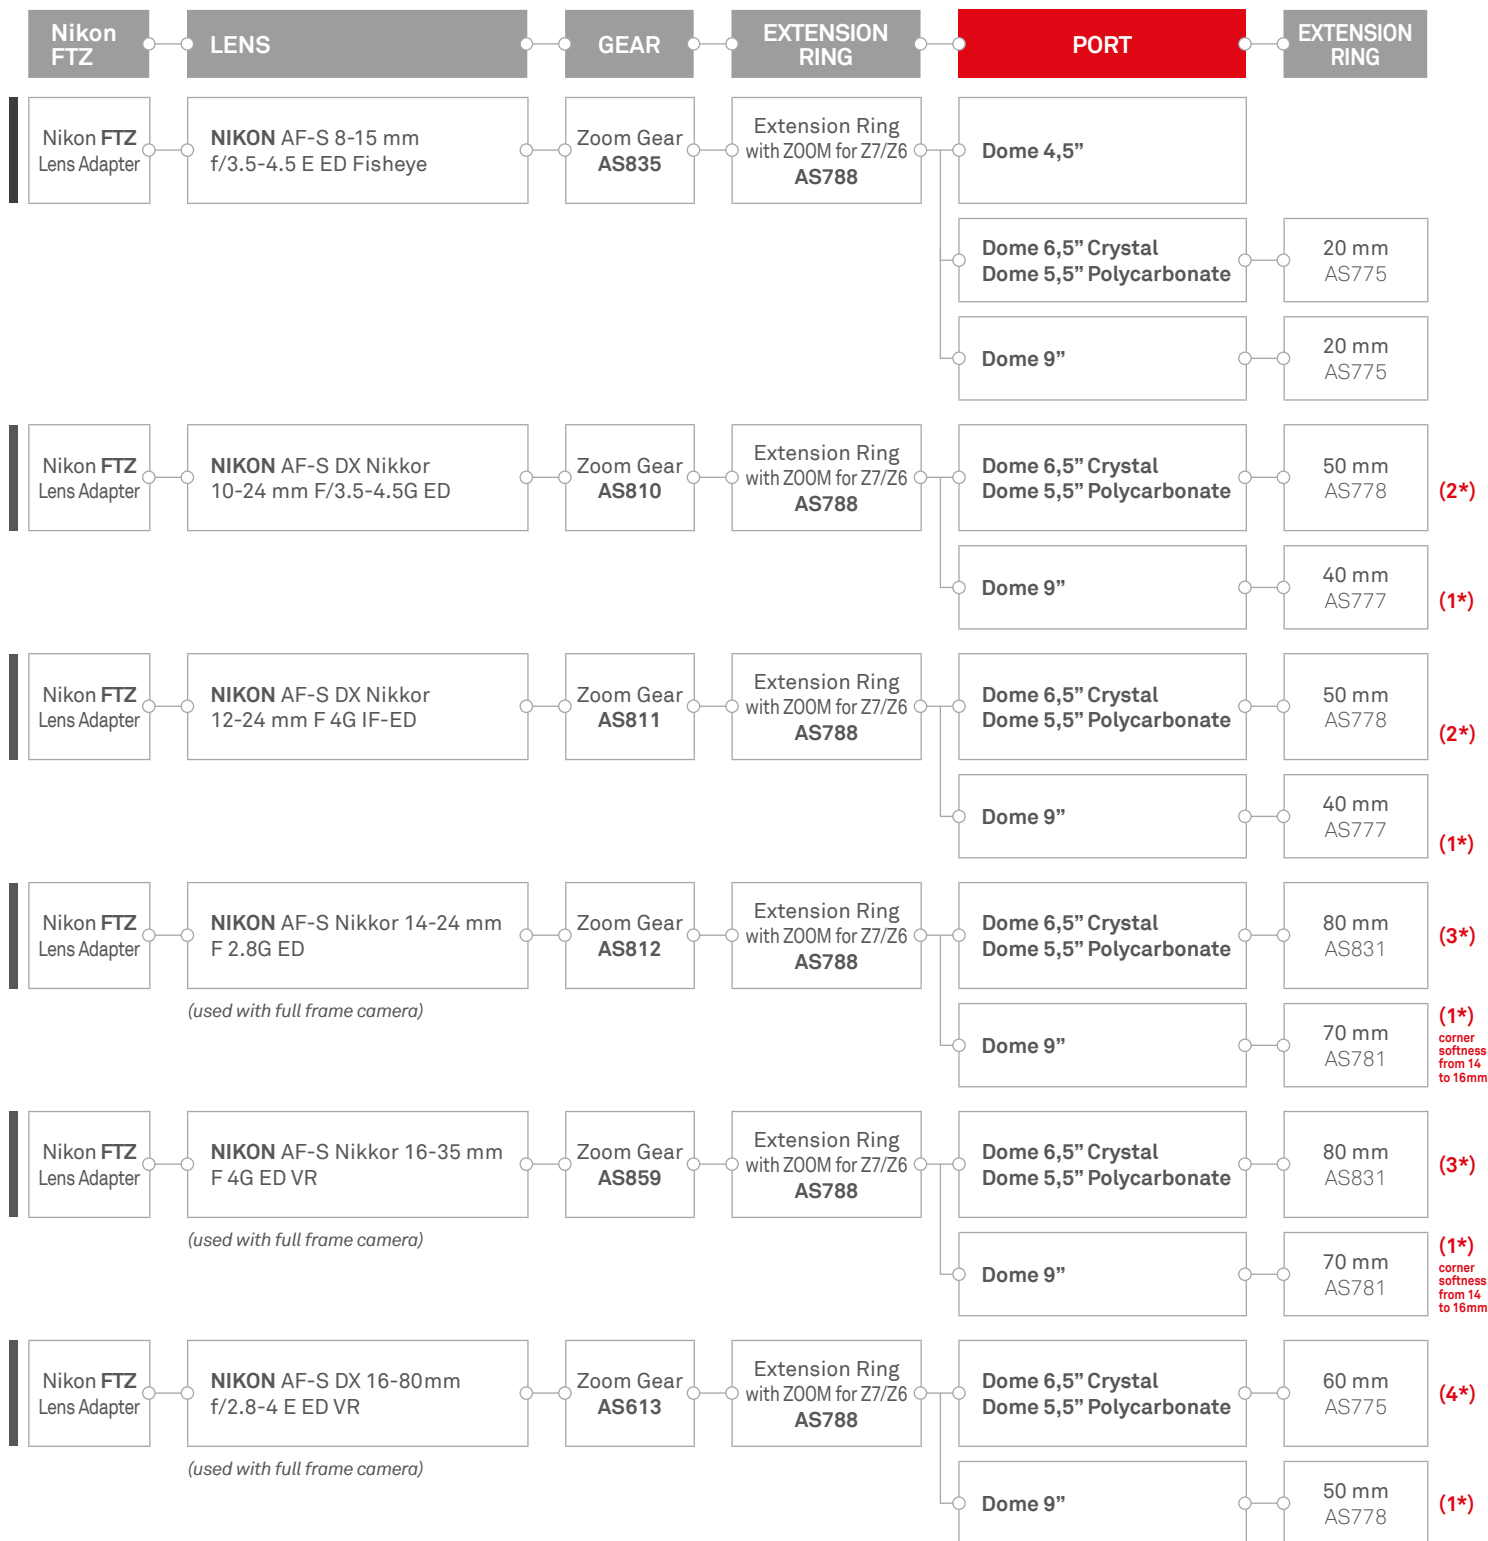 Nikon
FTZ
LENS
GEAR
EXTENSION
RING
PORT
EXTENSION
RING
Nikon FTZ
Lens Adapter
NIKON AF-S 8-15 mm
f/3.5-4.5 E ED Fisheye
Zoom Gear
AS835
Extension Ring
with ZOOM for Z7/Z6
AS788
Dome 4,5”
Dome 6,5” Crystal
Dome 5,5” Polycarbonate
20 mm
AS775
Dome 9”
20 mm
AS775
Nikon FTZ
Lens Adapter
NIKON AF-S DX Nikkor
10-24 mm F/3.5-4.5G ED
Zoom Gear
AS810
Extension Ring
with ZOOM for Z7/Z6
AS788
Dome 6,5” Crystal
Dome 5,5” Polycarbonate
50 mm
AS778
(2*)
Dome 9”
40 mm
AS777
(1*)
Nikon FTZ
Lens Adapter
NIKON AF-S DX Nikkor
12-24 mm F 4G IF-ED
Zoom Gear
AS811
Extension Ring
with ZOOM for Z7/Z6
AS788
Dome 6,5” Crystal
Dome 5,5” Polycarbonate
50 mm
AS778
(2*)
Dome 9”
40 mm
AS777
(1*)
Nikon FTZ
Lens Adapter
NIKON AF-S Nikkor 14-24 mm
F 2.8G ED
(used with full frame camera)
Zoom Gear
AS812
Extension Ring
with ZOOM for Z7/Z6
AS788
Dome 6,5” Crystal
Dome 5,5” Polycarbonate
80 mm
AS831
(3*)
Dome 9”
70 mm
AS781
(1*)
corner
softness
from 14
to 16mm
Nikon FTZ
Lens Adapter
NIKON AF-S Nikkor 16-35 mm
F 4G ED VR
(used with full frame camera)
Zoom Gear
AS859
Extension Ring
with ZOOM for Z7/Z6
AS788
Dome 6,5” Crystal
Dome 5,5” Polycarbonate
80 mm
AS831
(3*)
Dome 9”
70 mm
AS781
(1*)
corner
softness
from 14
to 16mm
Nikon FTZ
Lens Adapter
NIKON AF-S DX 16-80mm
f/2.8-4 E ED VR
(used with full frame camera)
Zoom Gear
AS613
Extension Ring
with ZOOM for Z7/Z6
AS788
Dome 6,5” Crystal
Dome 5,5” Polycarbonate
60 mm
AS775
(4*)
Dome 9”
50 mm
AS778
(1*)